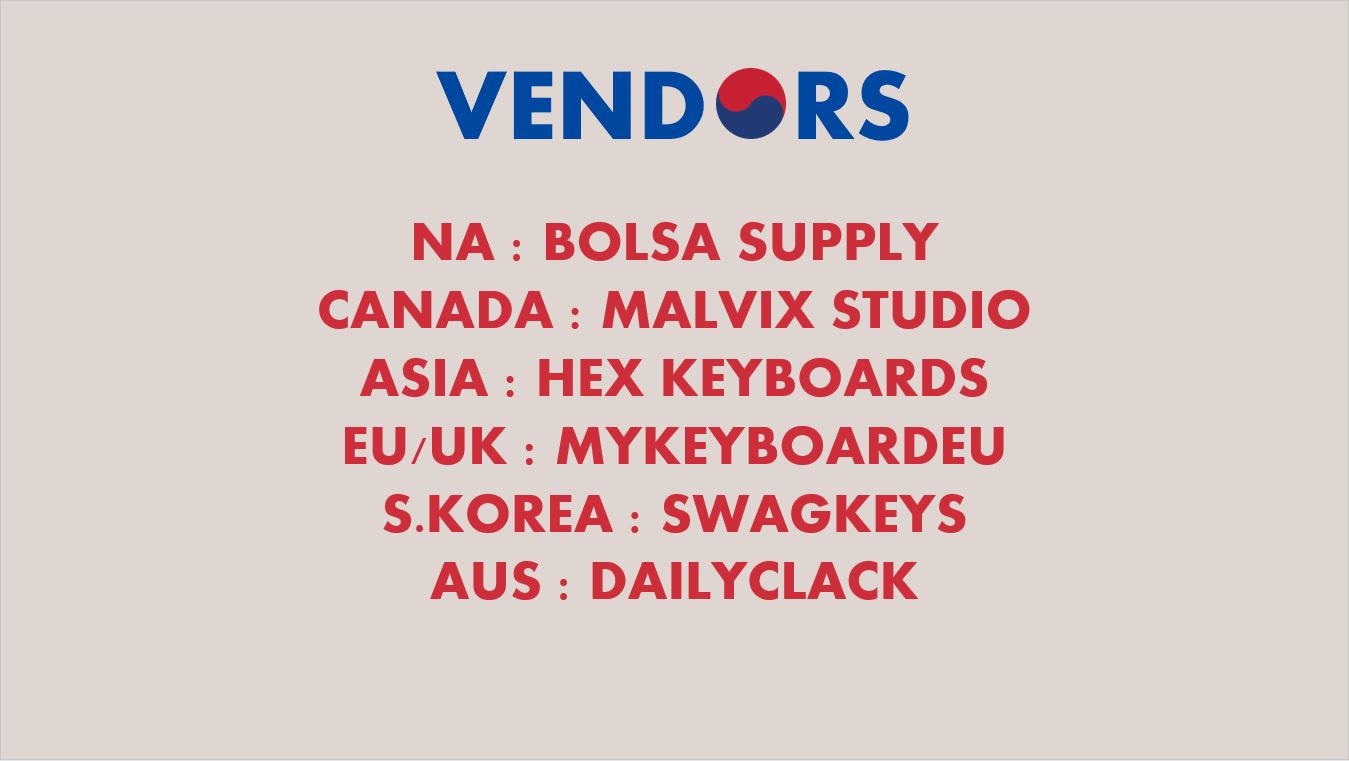 VENDORS
NA : BOLSA SUPPLY
CANADA : MALVIX STUDIO
ASIA : HEX KEYBOARDS
EU/UK : MYKEYBOARDEU
S.KOREA : SWAGKEYS
AUS : DAILYCLACK